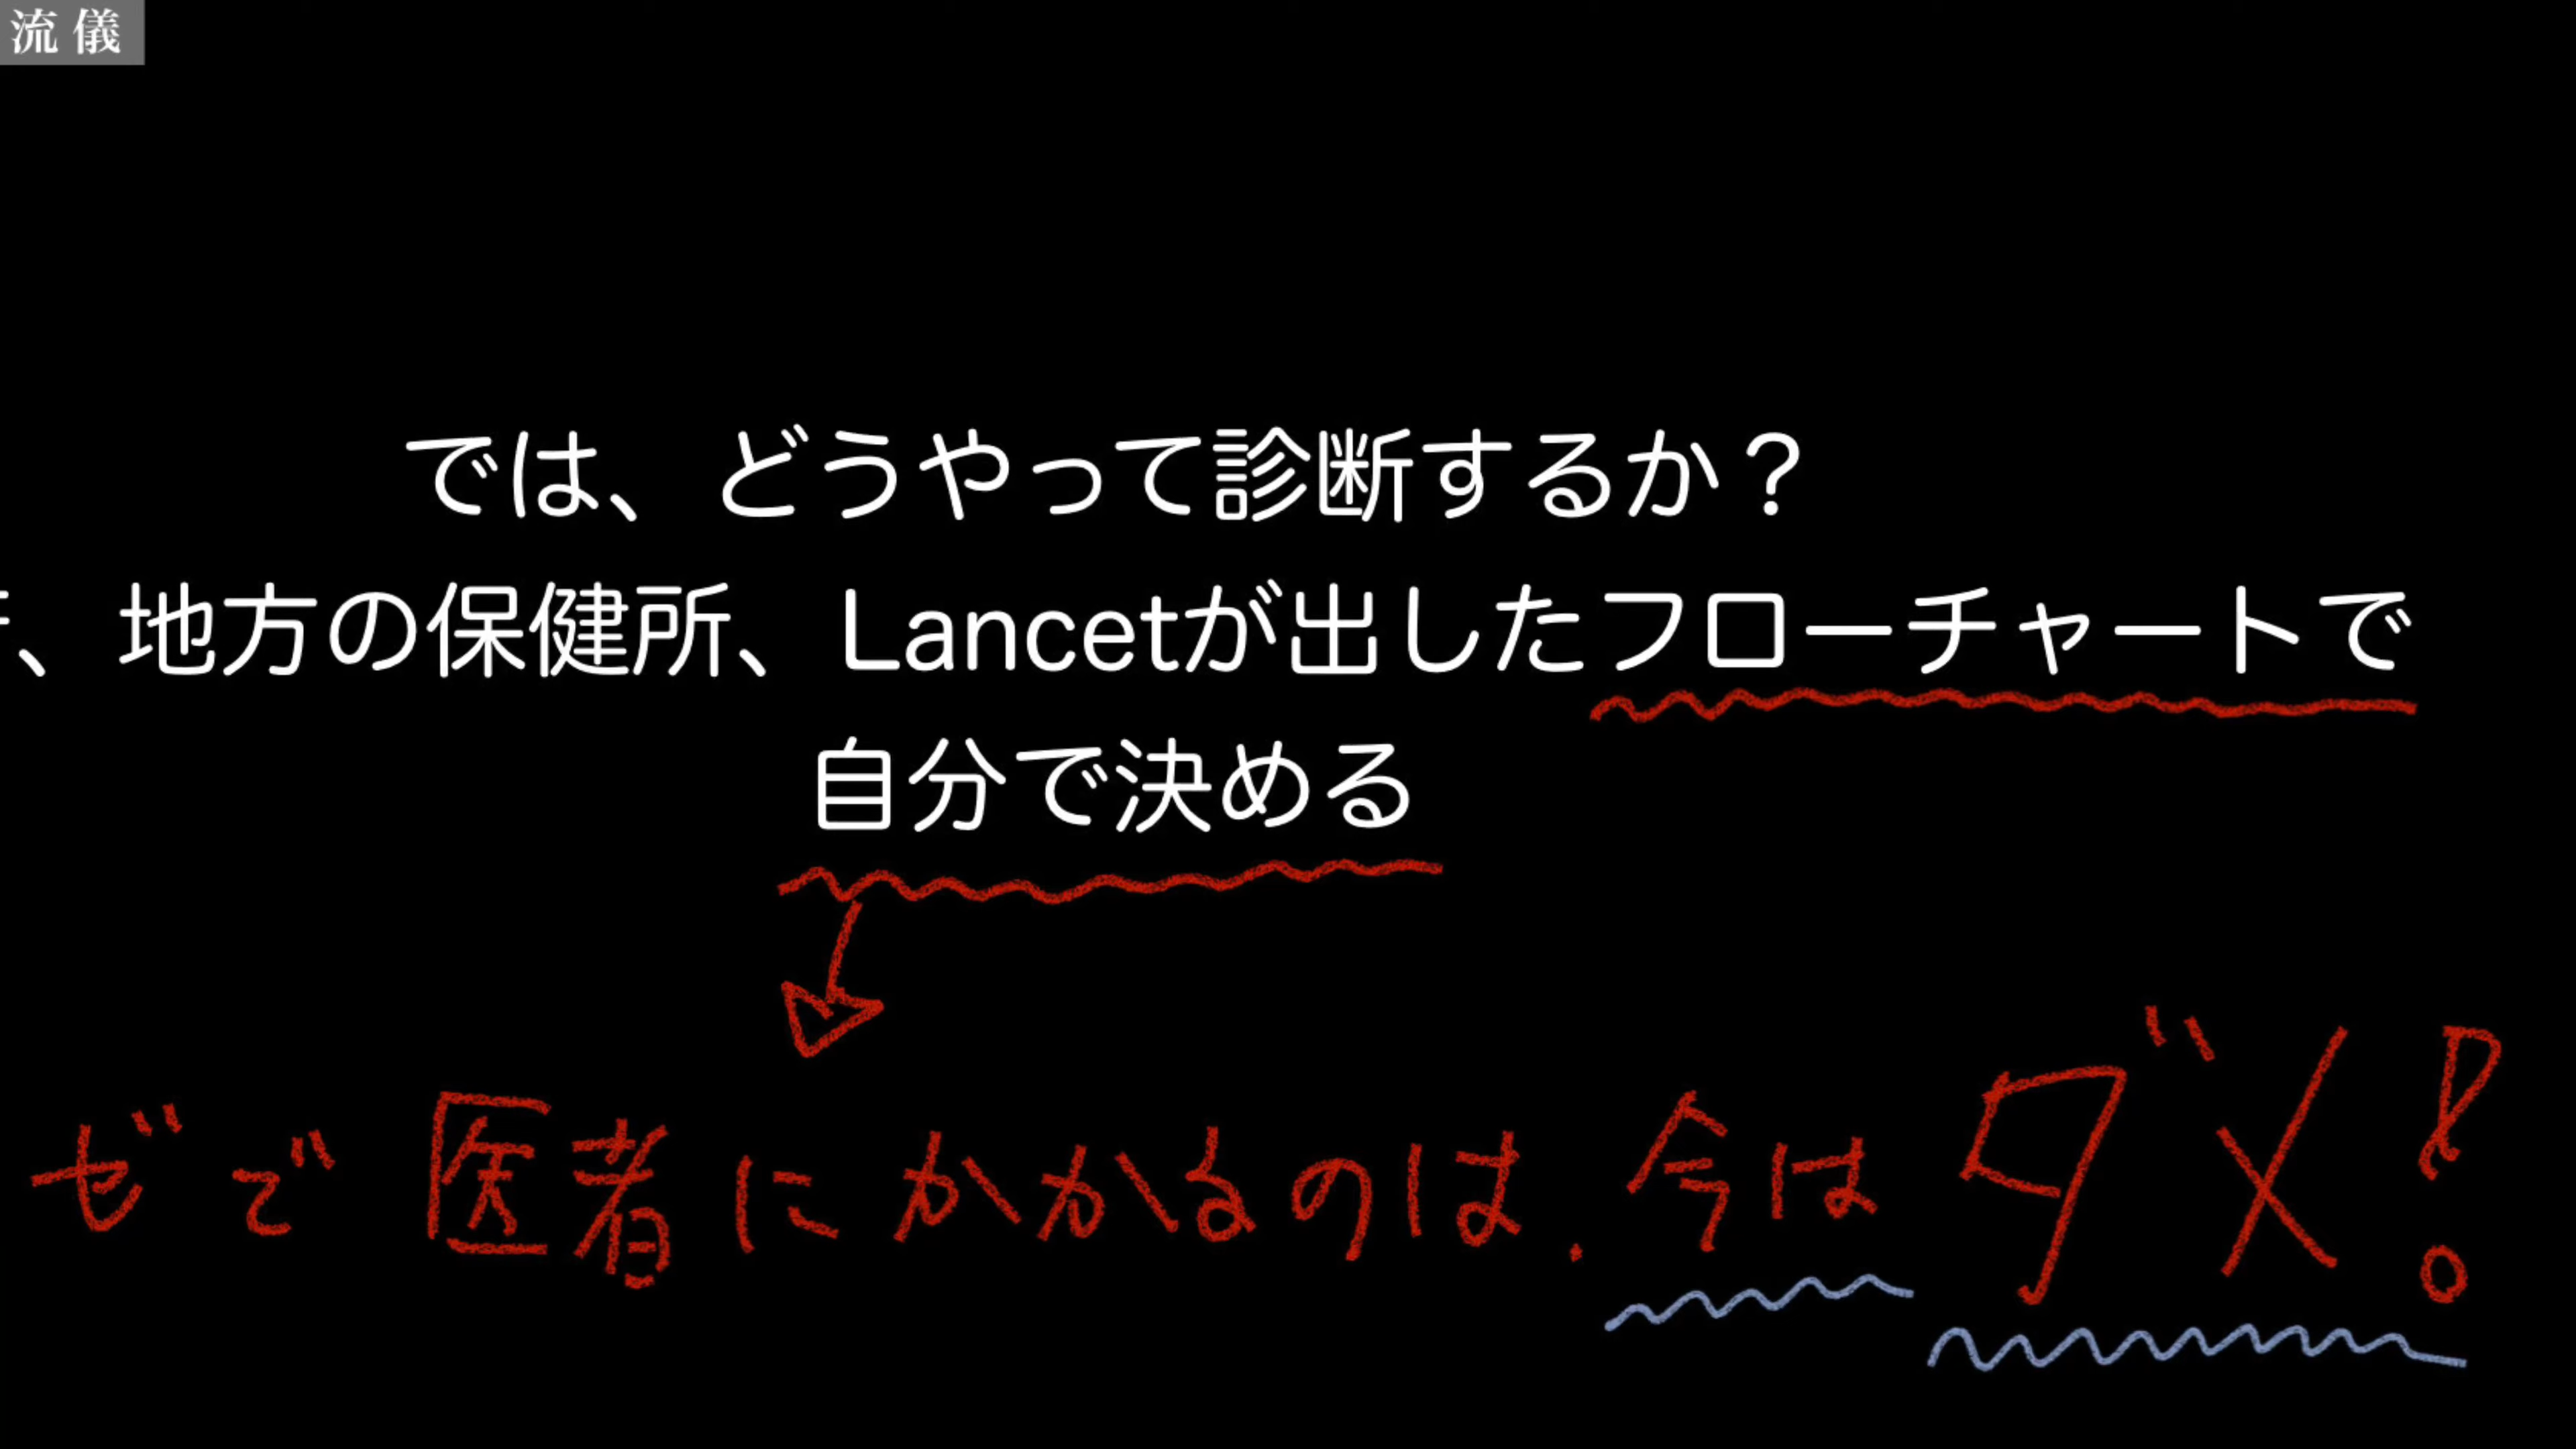 流儀
では、どうやって診断するか？
、地方の保健所、Lancetが出したフローチャートで
自分で決める
ゼで医者にかかるのは.今はダメ!